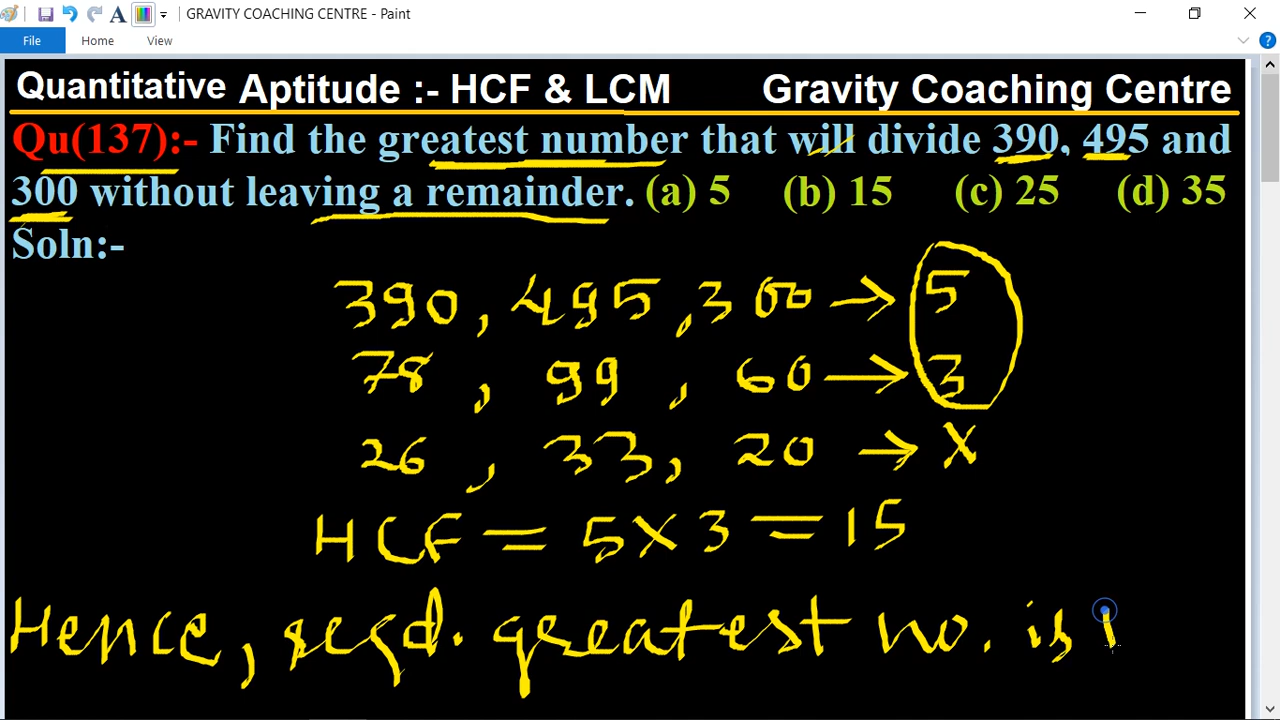 GRAVITY COACHING CENTRE - Paint
File Home View
Quantitative Aptitude :- HCF & LCM Gravity Coaching Centre
Qu(137):- Find the greatest number that will divide 390, 495 and
300 without leaving a remainder. (a) 5 (b) 15 (c) 25 (d) 35
Soln:-
390, 495, 300 → 5
78, 99, 60 → 3
26, 33, 20 → X
HCF = 5 X 3 = 15
Hence, reqd. greatest no. is 1